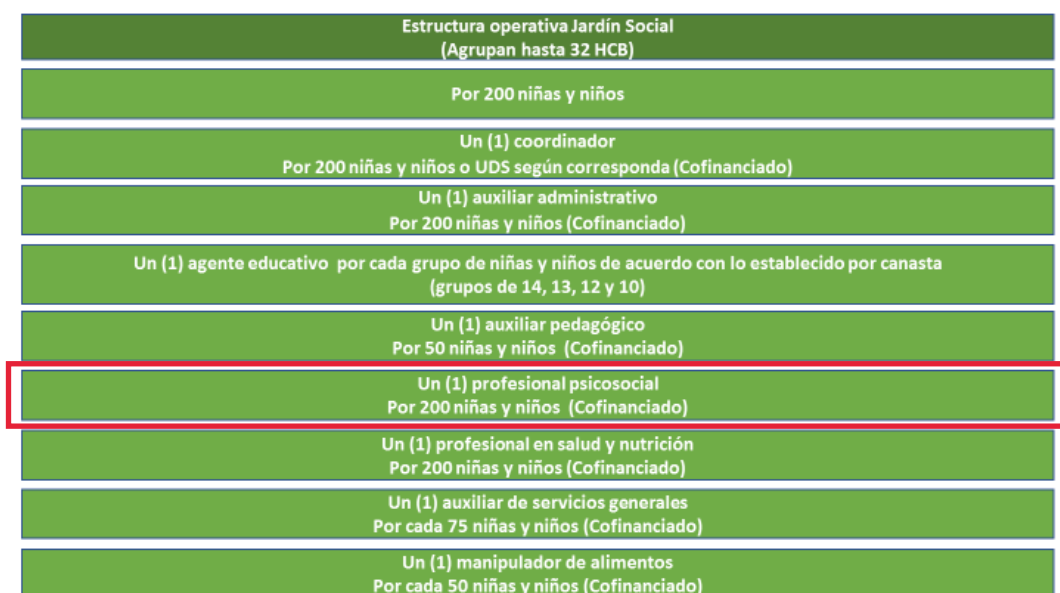 Estructura operativa Jardín Social
(Agrupan hasta 32 HCB)
Por 200 niñas y niños
Un (1) coordinador
Por 200 niñas y niños o UDS según corresponda (Cofinanciado)
Un (1) auxiliar administrativo
Por 200 niñas y niños (Cofinanciado)
Un (1) agente educativo por cada grupo de niñas y niños de acuerdo con lo establecido por canasta
(grupos de 14, 13, 12 y 10)
Un (1) auxiliar pedagógico
Por 50 niñas y niños (Cofinanciado)
Un (1) profesional psicosocial
Por 200 niñas y niños (Cofinanciado)
Un (1) profesional en salud y nutrición
Por 200 niñas y niños (Cofinanciado)
Un (1) auxiliar de servicios generales
Por cada 75 niñas y niños (Cofinanciado)
Un (1) manipulador de alimentos
Por cada 50 niñas y niños (Cofinanciado)